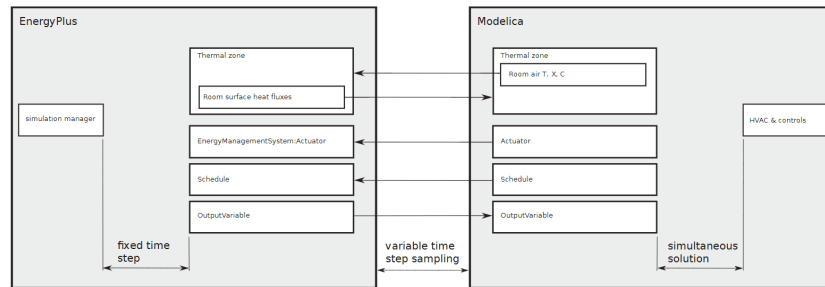 EnergyPlus
Modelica
Thermal zone
Thermal zone
Room air T, X, C
Room surface heat fluxes
simulation manager
HVAC & controls
EnergyManagementSystem:Actuator
Actuator
Schedule
Schedule
OutputVariable
OutputVariable
fixed time
step
variable time
step sampling
simultaneous
solution